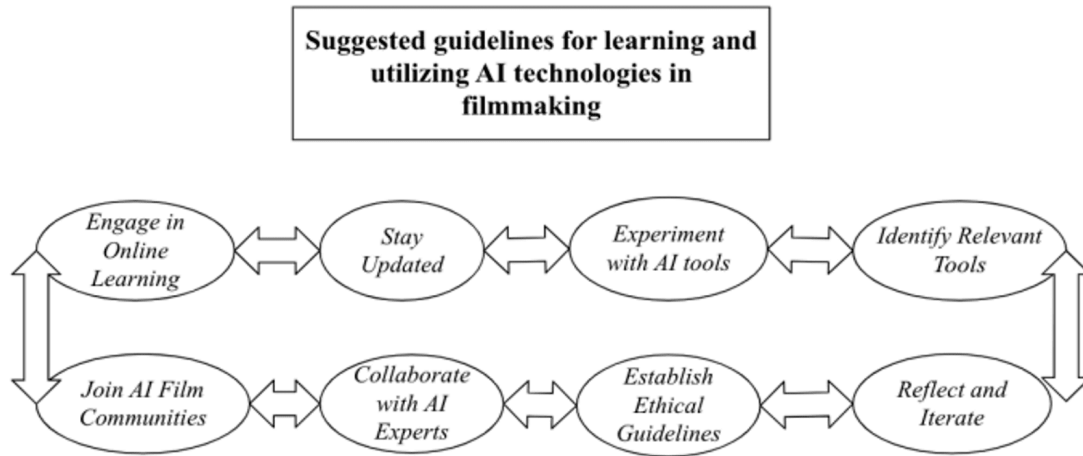 Suggested guidelines for learning and
utilizing AI technologies in
filmmaking
Engage in
Online
Learning
Stay
Updated
Experiment
with AI tools
Identify Relevant
Tools
Join AI Film
Communities
Collaborate
with AI
Experts
Establish
Ethical
Guidelines
Reflect and
Iterate